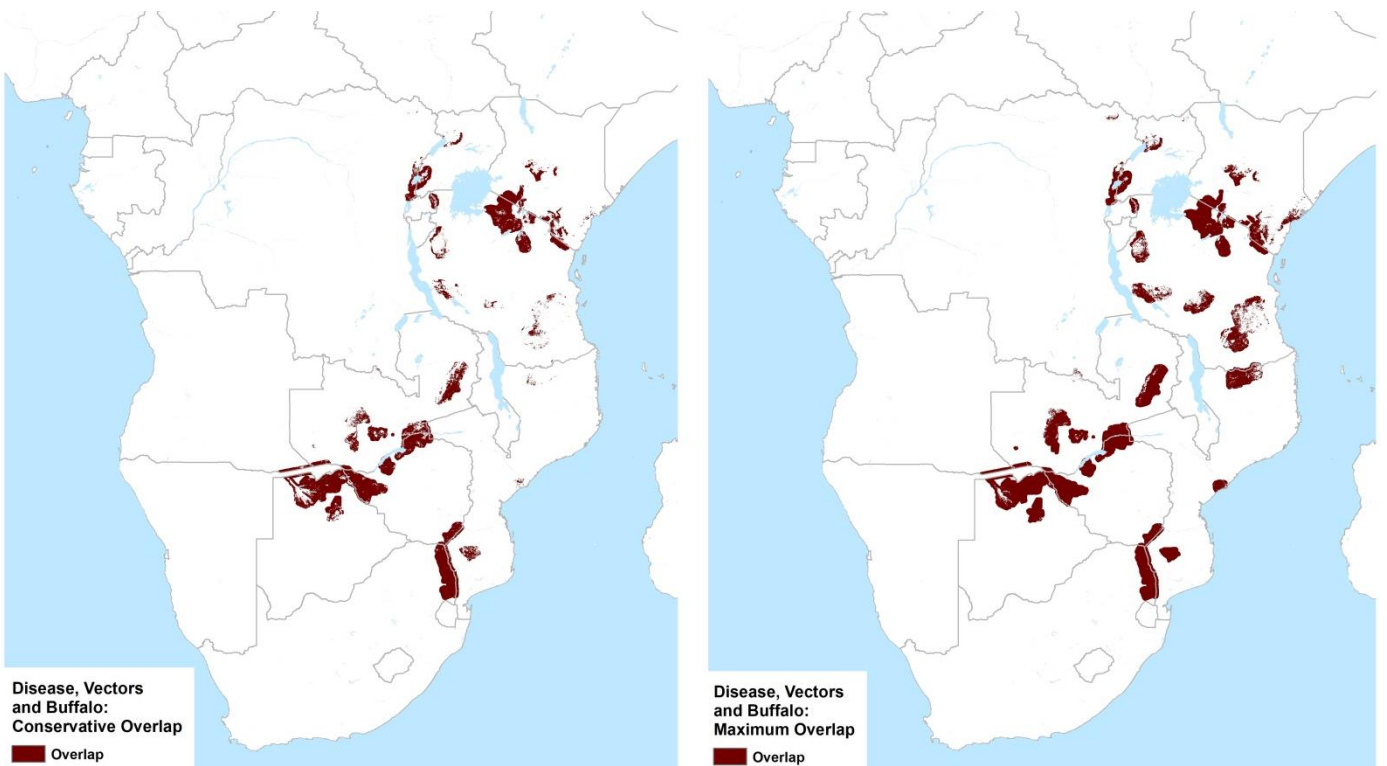 Disease, Vectors
and Buffalo:
Conservative Overlap
Overlap
Disease, Vectors
and Buffalo:
Maximum Overlap
Overlap